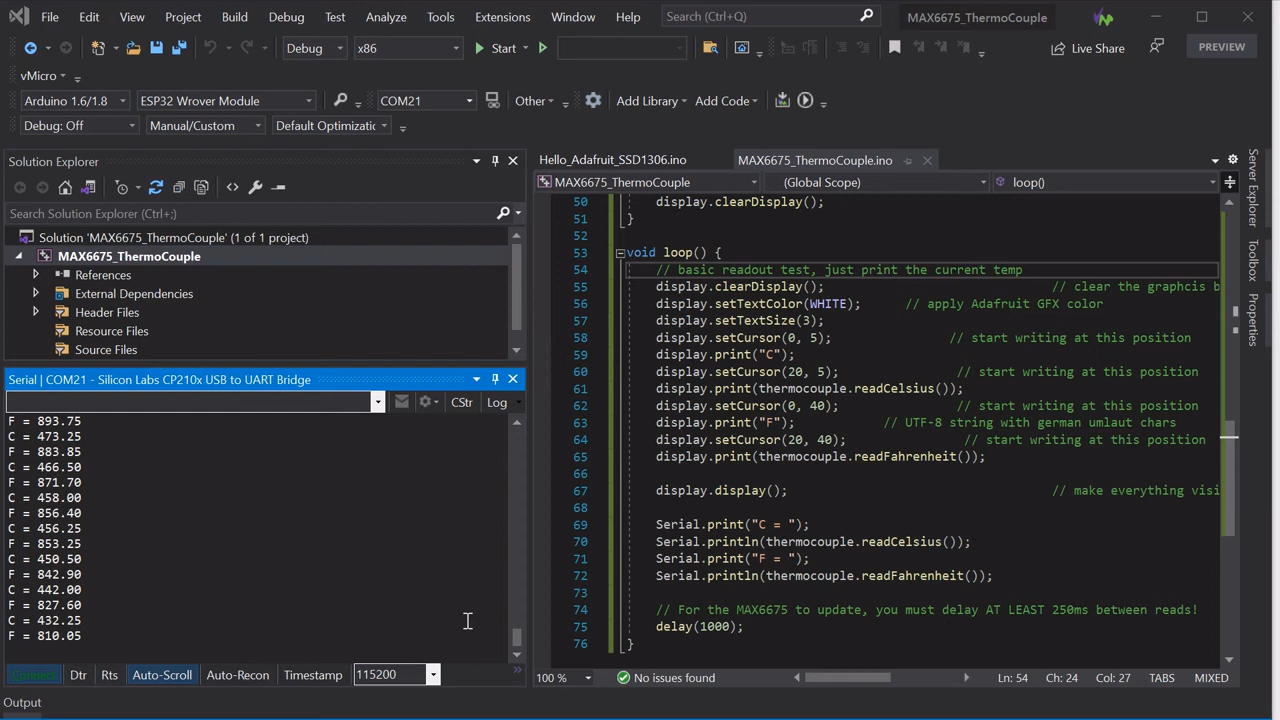 File Edit View Project Build Debug Test Analyze Tools Extensions Window Help Search (Ctrl+Q) MAX6675_ThermoCouple
Debug x86 Start Live Share PREVIEW
vMicro
Arduino 1.6/1.8 ESP32 Wrover Module COM21 Other Add Library Add Code
Debug: Off Manual/Custom Default Optimizatic
Solution Explorer
Search Solution Explorer (Ctrl+;)
Solution 'MAX6675_ThermoCouple' (1 of 1 project)
MAX6675_ThermoCouple
References
External Dependencies
Header Files
Resource Files
Source Files
Serial | COM21 - Silicon Labs CP210x USB to UART Bridge
CStr Log
F = 893.75
C = 473.25
F = 883.85
C = 466.50
F = 871.70
C = 458.00
F = 856.40
C = 456.25
F = 853.25
C = 450.50
F = 842.90
C = 442.00
F = 827.60
C = 432.25
F = 810.05
Connect Dtr Rts Auto-Scroll Auto-Recon Timestamp 115200
Output
Hello_Adafruit_SSD1306.ino MAX6675_ThermoCouple.ino
MAX6675_ThermoCouple (Global Scope) loop()
50 display.clearDisplay();
51 }
52
53 void loop() {
54 // basic readout test, just print the current temp
55 display.clearDisplay(); // clear the graphcis b
56 display.setTextColor(WHITE); // apply Adafruit GFX color
57 display.setTextSize(3);
58 display.setCursor(0, 5); // start writing at this position
59 display.print("C");
60 display.setCursor(20, 5); // start writing at this position
61 display.print(thermocouple.readCelsius());
62 display.setCursor(0, 40); // start writing at this position
63 display.print("F"); // UTF-8 string with german umlaut chars
64 display.setCursor(20, 40); // start writing at this position
65 display.print(thermocouple.readFahrenheit());
66
67 display.display(); // make everything visi
68
69 Serial.print("C = ");
70 Serial.println(thermocouple.readCelsius());
71 Serial.print("F = ");
72 Serial.println(thermocouple.readFahrenheit());
73
74 // For the MAX6675 to update, you must delay AT LEAST 250ms between reads!
75 delay(1000);
76 }
100 % No issues found Ln: 54 Ch: 24 Col: 27 TABS MIXED
Server Explorer
Toolbox
Properties